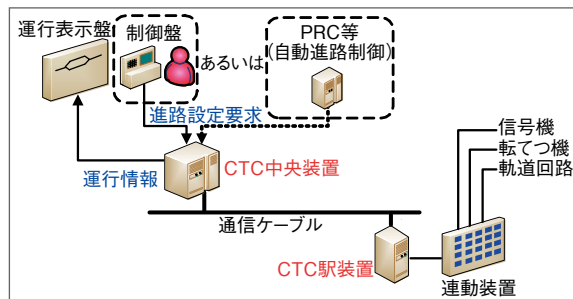 運行表示盤
制御盤
あるいは
PRC等
(自動進路制御)
進路設定要求
運行情報
CTC中央装置
通信ケーブル
信号機
転てつ機
軌道回路
CTC駅装置
連動装置